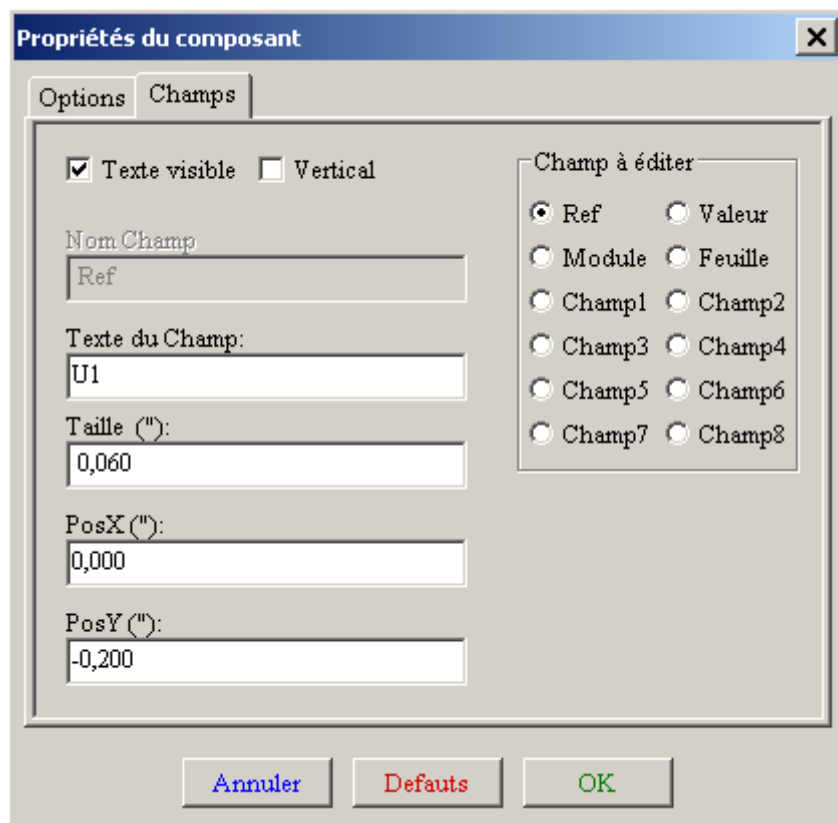 Propriétés du composant
Options Champs
Texte visible Vertical
Nom Champ
Ref
Texte du Champ:
U1
Taille ("):
0,060
PosX ("):
0,000
PosY ("):
-0,200
Champ à éditer
Ref Valeur
Module Feuille
Champ1 Champ2
Champ3 Champ4
Champ5 Champ6
Champ7 Champ8
Annuler Defauts OK